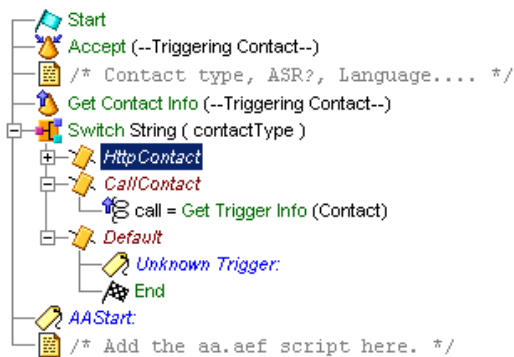 Start
Accept (--Triggering Contact--)
/* Contact type, ASR?, Language.... */
Get Contact Info (--Triggering Contact--)
Switch String ( contactType )
HttpContact
CallContact
call = Get Trigger Info (Contact)
Default
Unknown Trigger:
End
AAStart:
/* Add the aa.aef script here. */